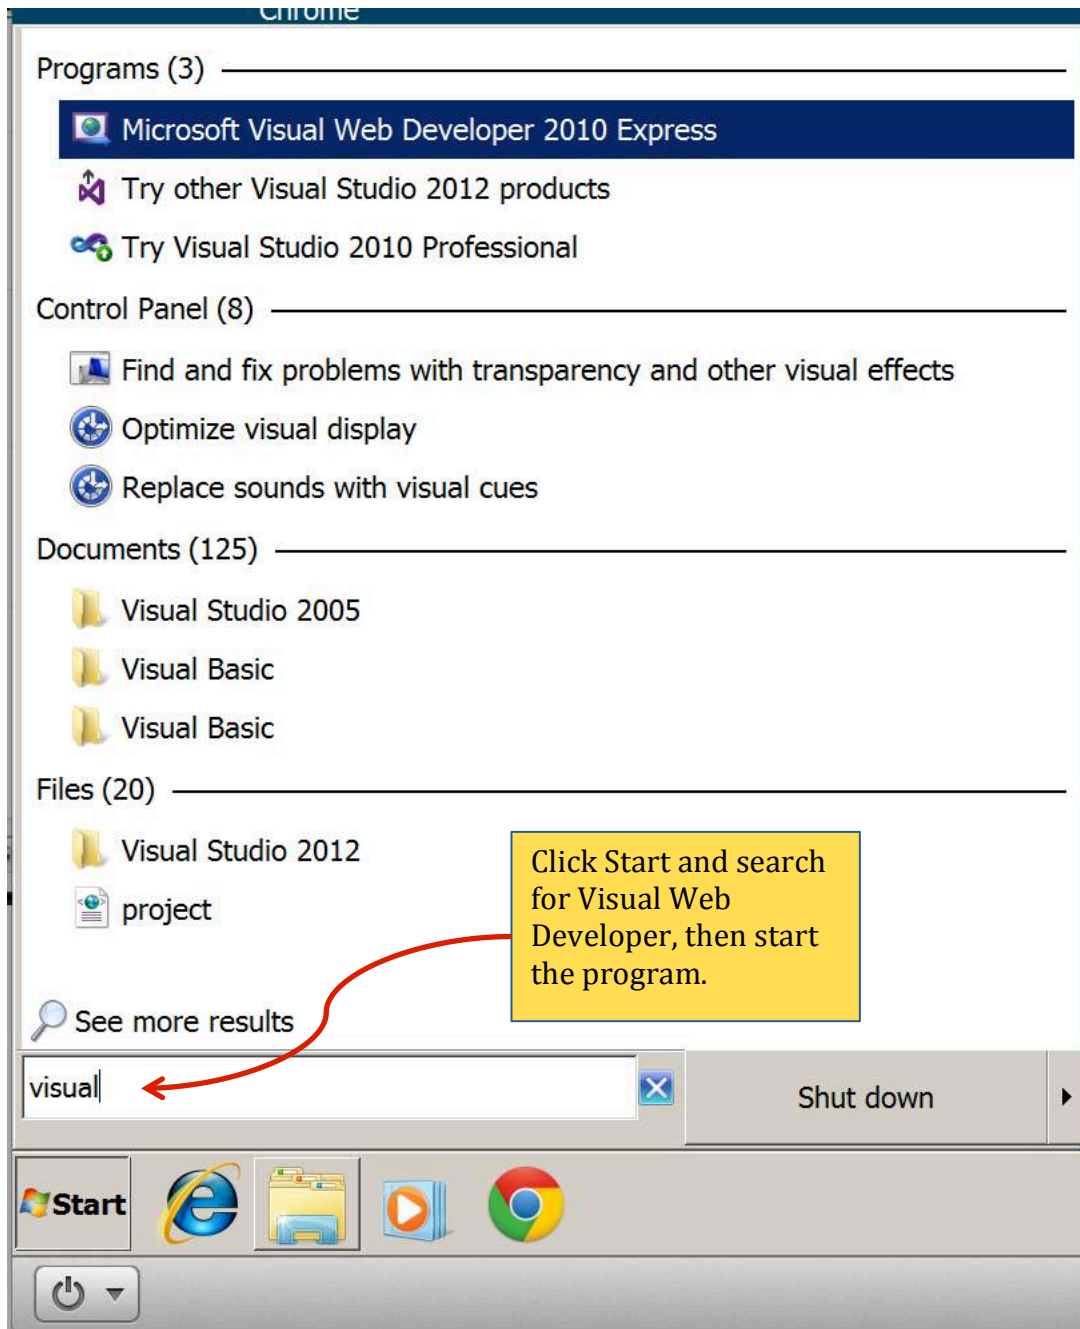 Chrome
Programs (3)
Microsoft Visual Web Developer 2010 Express
Try other Visual Studio 2012 products
Try Visual Studio 2010 Professional
Control Panel (8)
Find and fix problems with transparency and other visual effects
Optimize visual display
Replace sounds with visual cues
Documents (125)
Visual Studio 2005
Visual Basic
Visual Basic
Files (20)
Visual Studio 2012
project
Click Start and search
for Visual Web
Developer, then start
the program.
See more results
visual
Shut down
Start